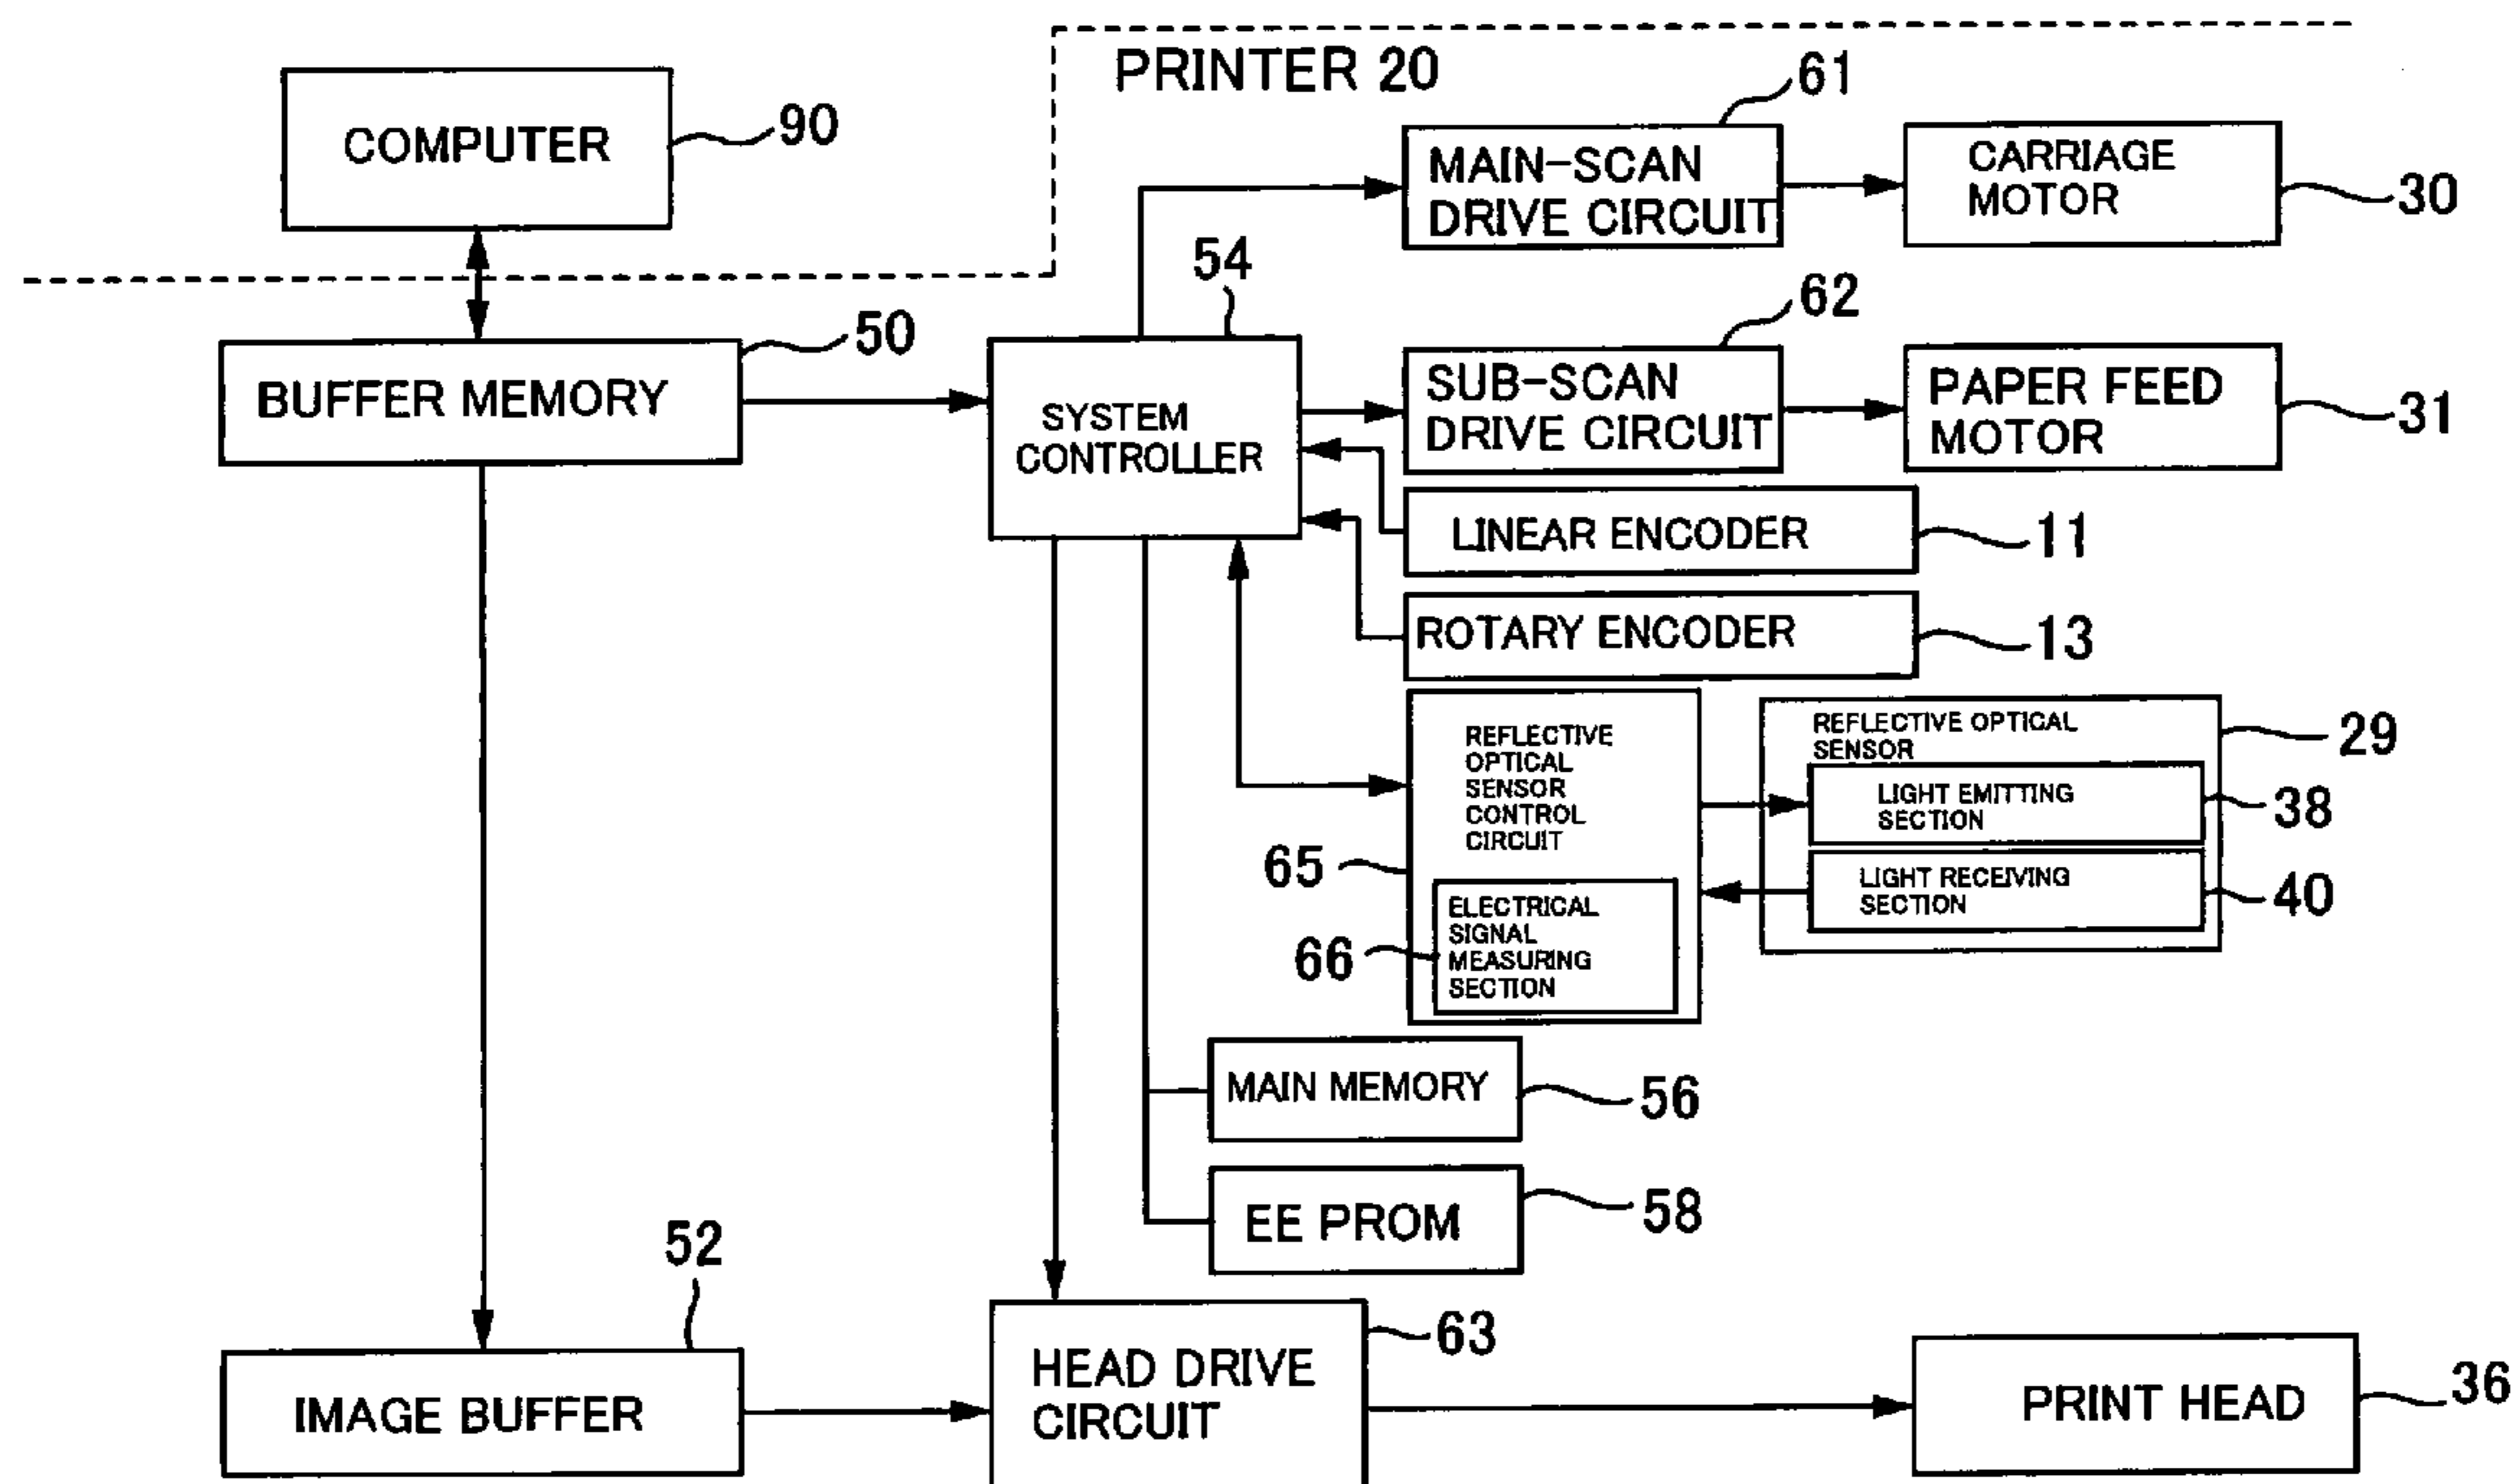 PRINTER 20
COMPUTER
90
61
MAIN-SCAN
DRIVE CIRCUIT
CARRIAGE
MOTOR
30
54
62
BUFFER MEMORY
50
SYSTEM
CONTROLLER
SUB-SCAN
DRIVE CIRCUIT
PAPER FEED
MOTOR
31
LINEAR ENCODER
11
ROTARY ENCODER
13
REFLECTIVE
OPTICAL
SENSOR
CONTROL
CIRCUIT
65
ELECTRICAL
SIGNAL
MEASURING
SECTION
66
REFLECTIVE OPTICAL
SENSOR
29
LIGHT EMITTING
SECTION
38
LIGHT RECEIVING
SECTION
40
MAIN MEMORY
56
EE PROM
58
52
IMAGE BUFFER
HEAD DRIVE
CIRCUIT
63
PRINT HEAD
36